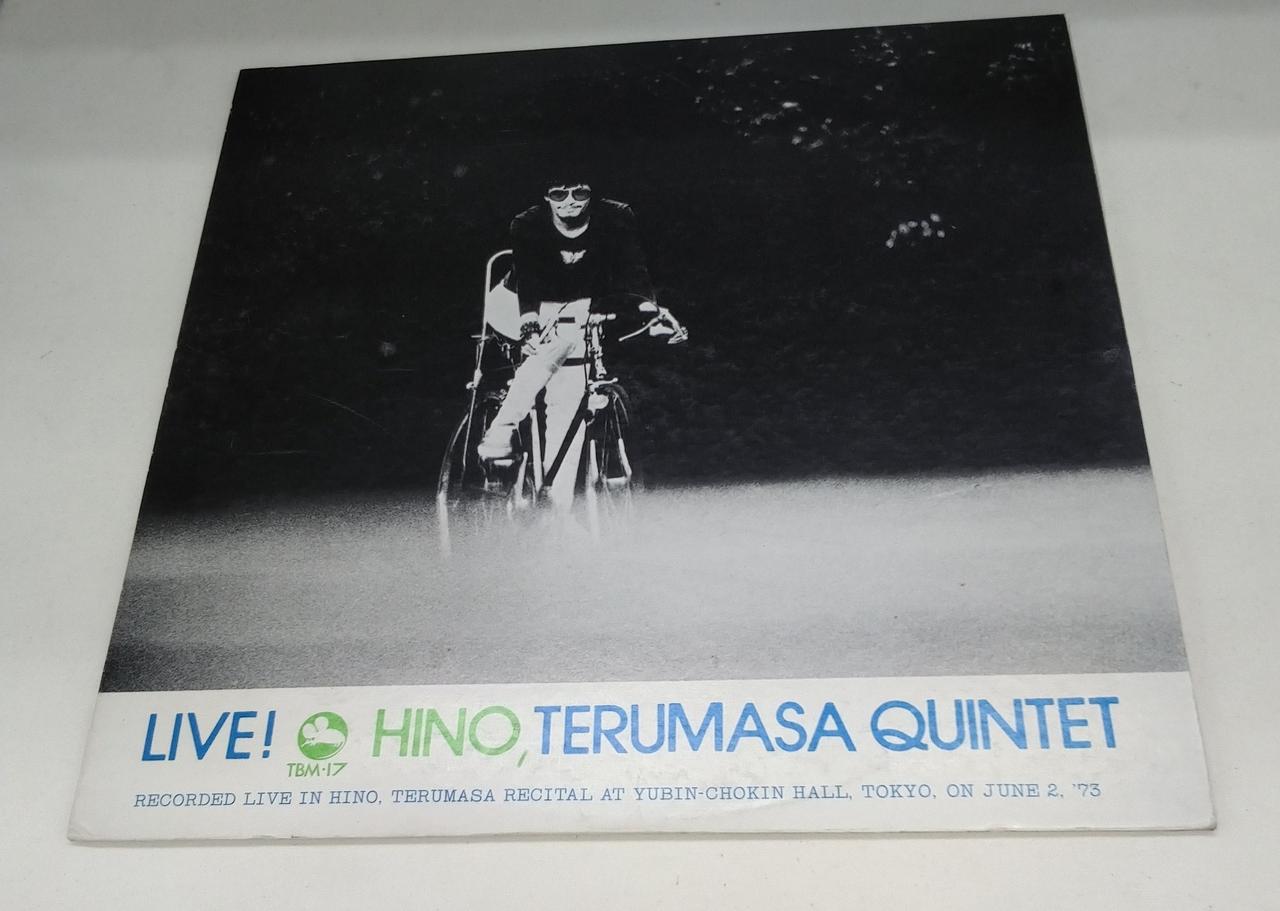 LIVE! HINO, TERUMASA QUINTET
TBM·17
RECORDED LIVE IN HINO, TERUMASA RECITAL AT YUBIN-CHOKIN HALL, TOKYO, ON JUNE 2, '73